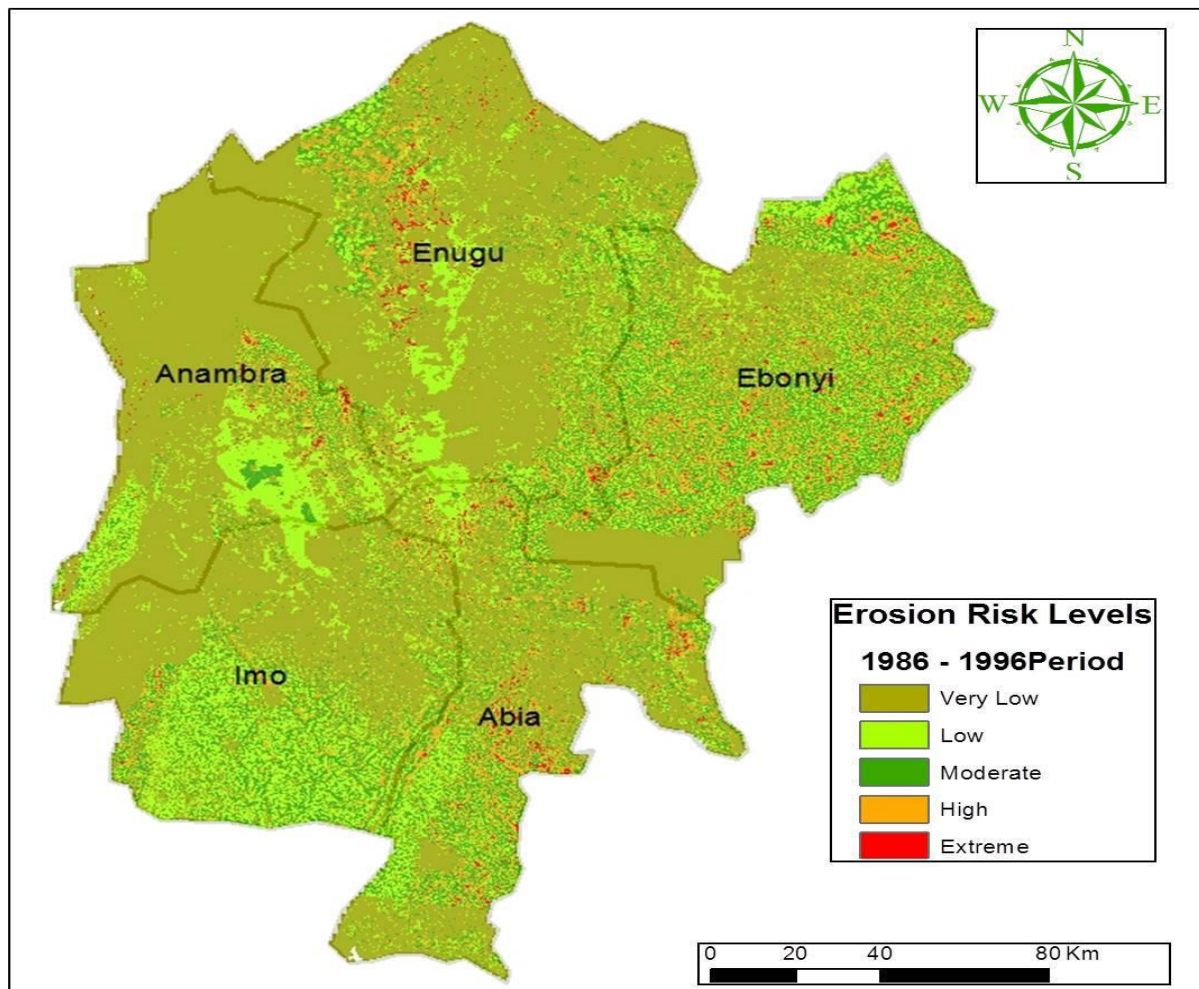 N
W E
S
Enugu
Anambra
Ebonyi
Imo
Abia
Erosion Risk Levels
1986 - 1996Period
Very Low
Low
Moderate
High
Extreme
0 20 40 80 Km